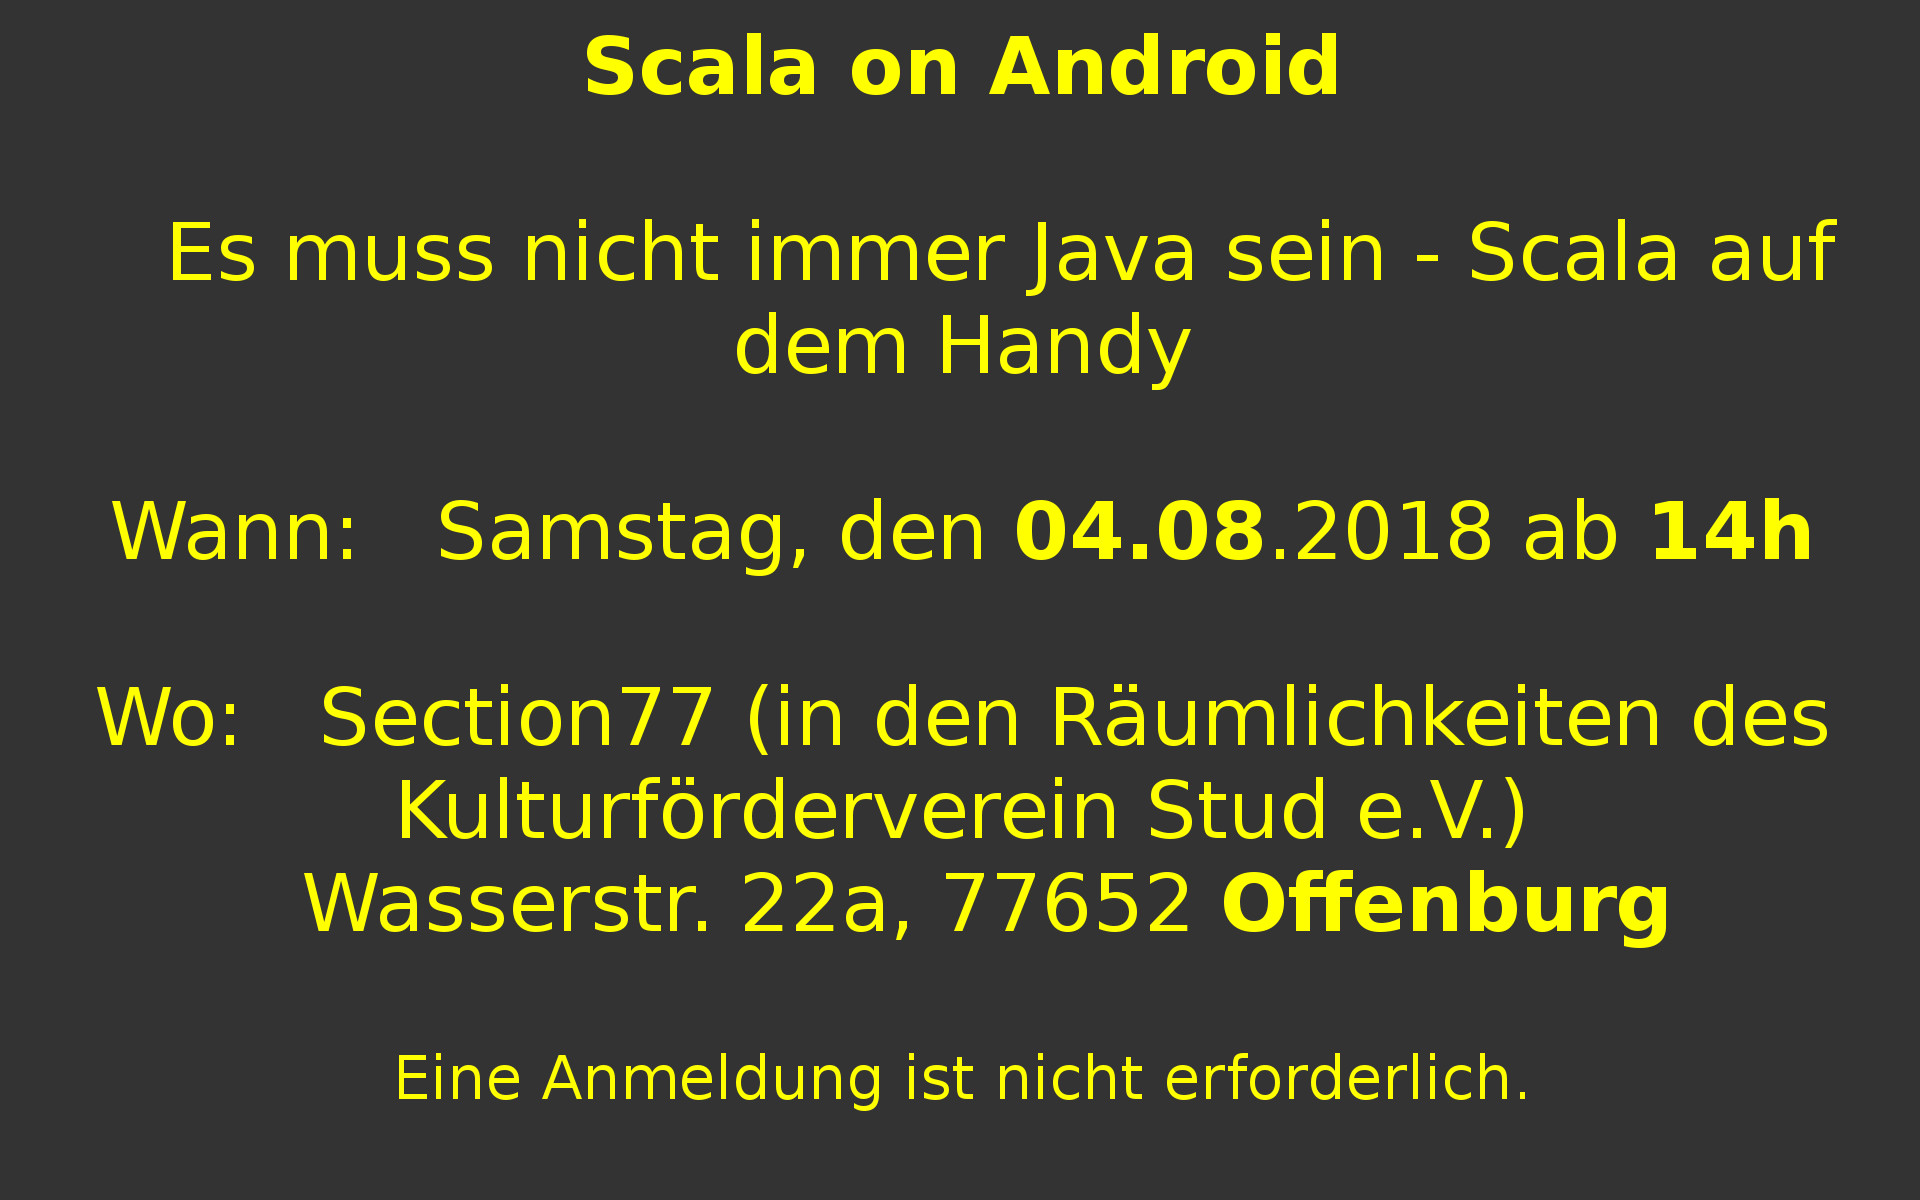 Scala on Android
Es muss nicht immer Java sein - Scala auf
dem Handy
Wann: Samstag, den 04.08.2018 ab 14h
Wo: Section77 (in den Räumlichkeiten des
Kulturförderverein Stud e.V.)
Wasserstr. 22a, 77652 Offenburg
Eine Anmeldung ist nicht erforderlich.